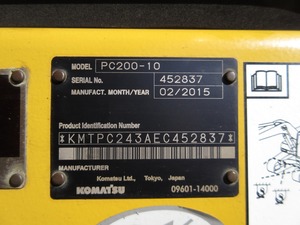 MODEL PC200-10
SERIAL No. 452837
MANUFACT. MONTH/YEAR 02/2015
Product Identification Number
*KMTPC243AEC452837*
MANUFACTURER
Komatsu Ltd., Tokyo, Japan
KOMATSU 09601-14000